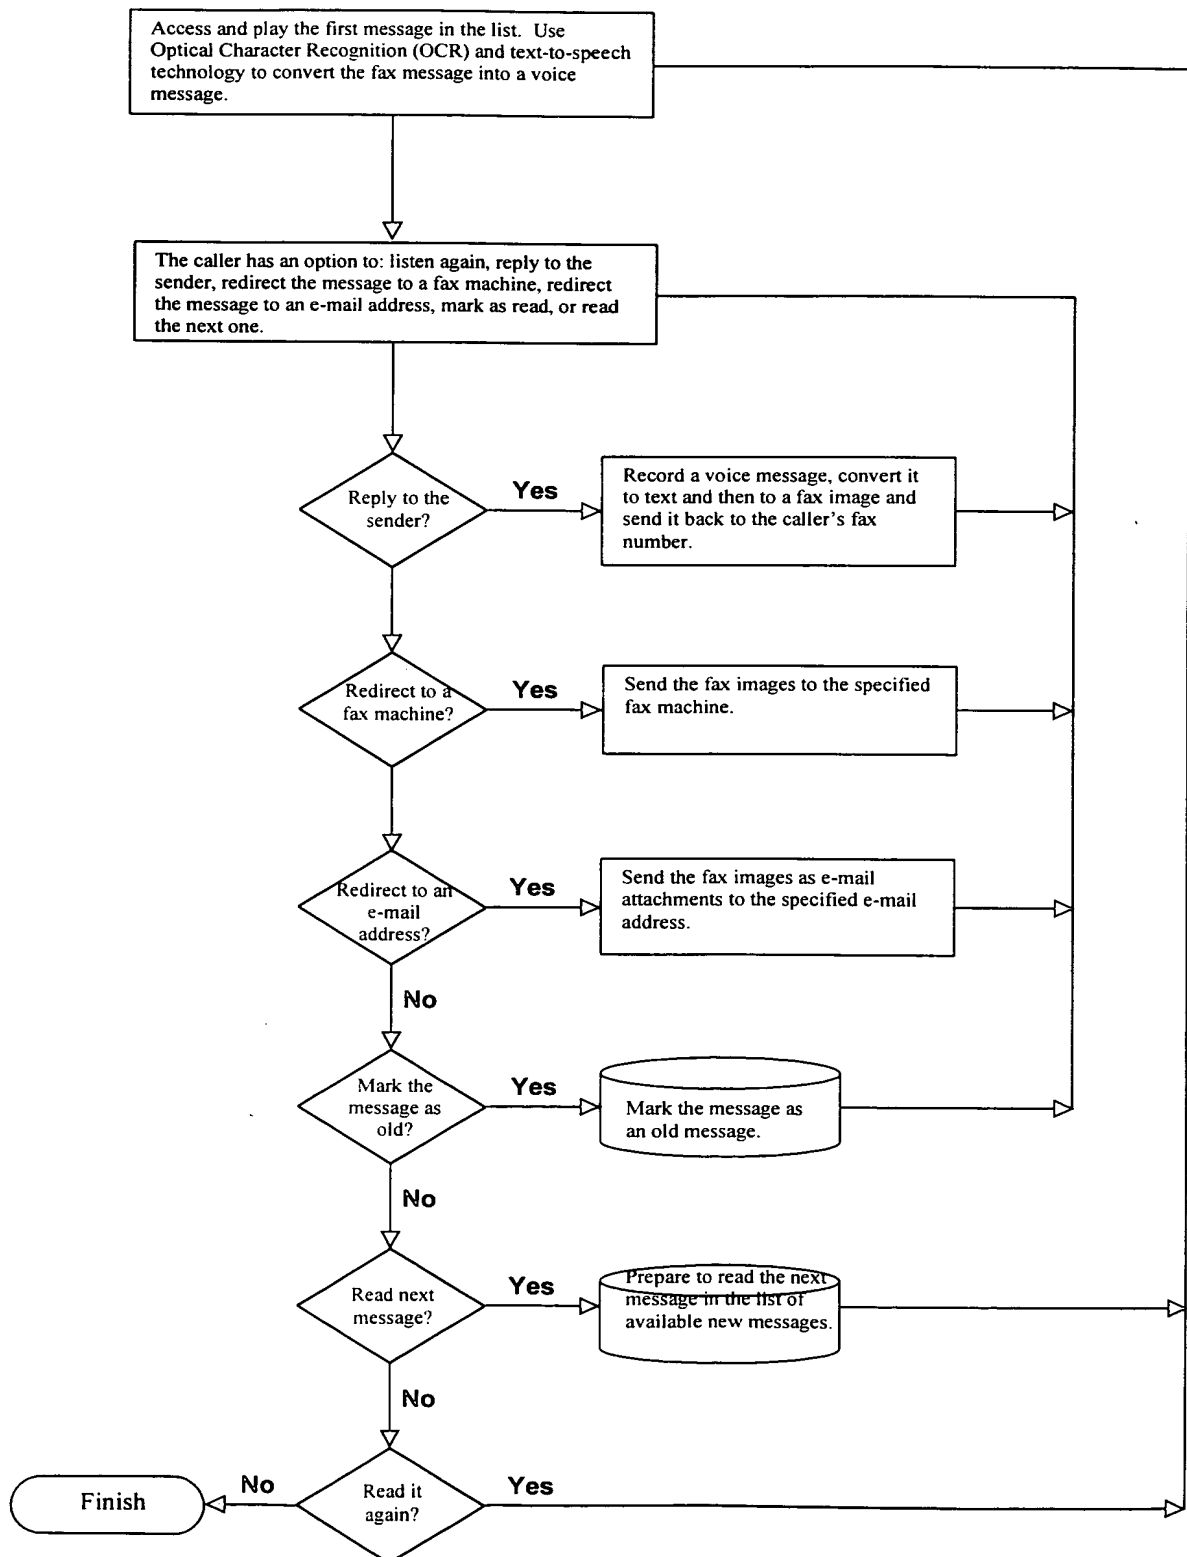 Access and play the first message in the list. Use
Optical Character Recognition (OCR) and text-to-speech
technology to convert the fax message into a voice
message.
The caller has an option to: listen again, reply to the
sender, redirect the message to a fax machine, redirect
the message to an e-mail address, mark as read, or read
the next one.
Reply to the
sender?
Yes
Record a voice message, convert it
to text and then to a fax image and
send it back to the caller's fax
number.
Redirect to a
fax machine?
Yes
Send the fax images to the specified
fax machine.
Redirect to an
e-mail
address?
Yes
Send the fax images as e-mail
attachments to the specified e-mail
address.
No
Mark the
message as
old?
Yes
Mark the message as
an old message.
No
Read next
message?
Yes
Prepare to read the next
message in the list of
available new messages.
No
Read it
again?
Yes
No
Finish